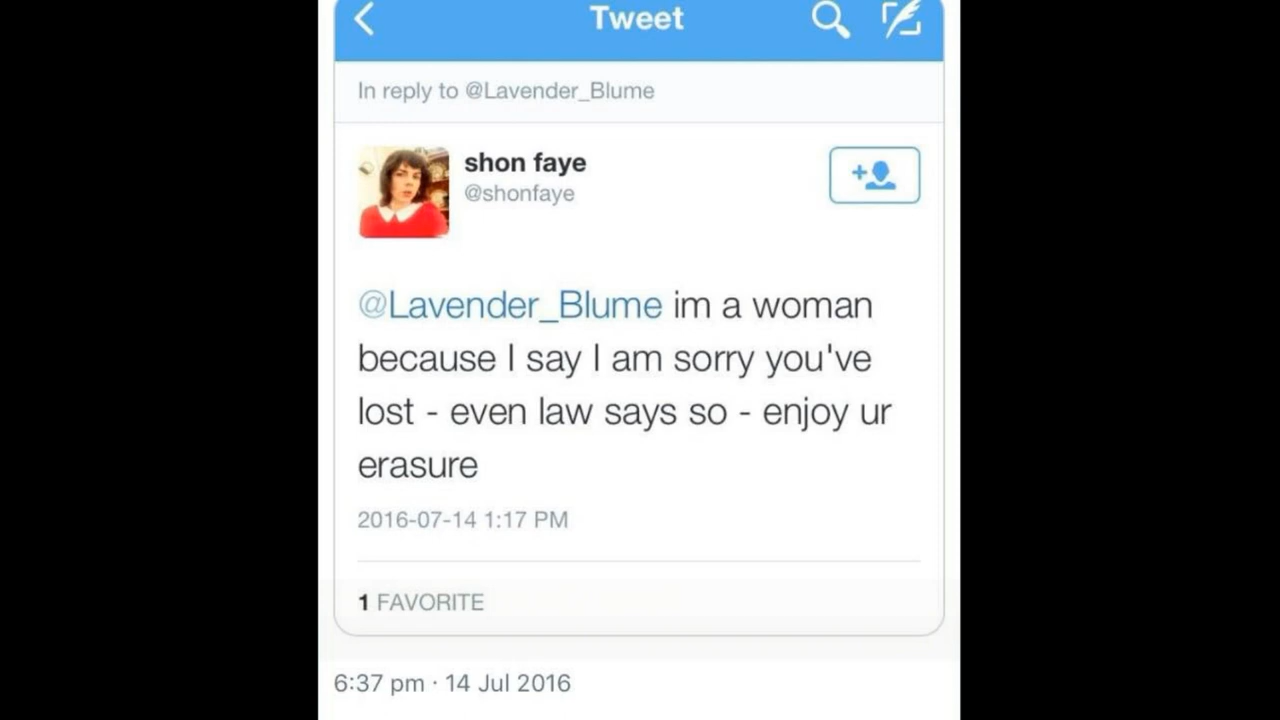 Tweet
In reply to @Lavender_Blume
shon faye
@shonfaye
@Lavender_Blume im a woman
because I say I am sorry you've
lost - even law says so - enjoy ur
erasure
2016-07-14 1:17 PM
1 FAVORITE
6:37 pm · 14 Jul 2016